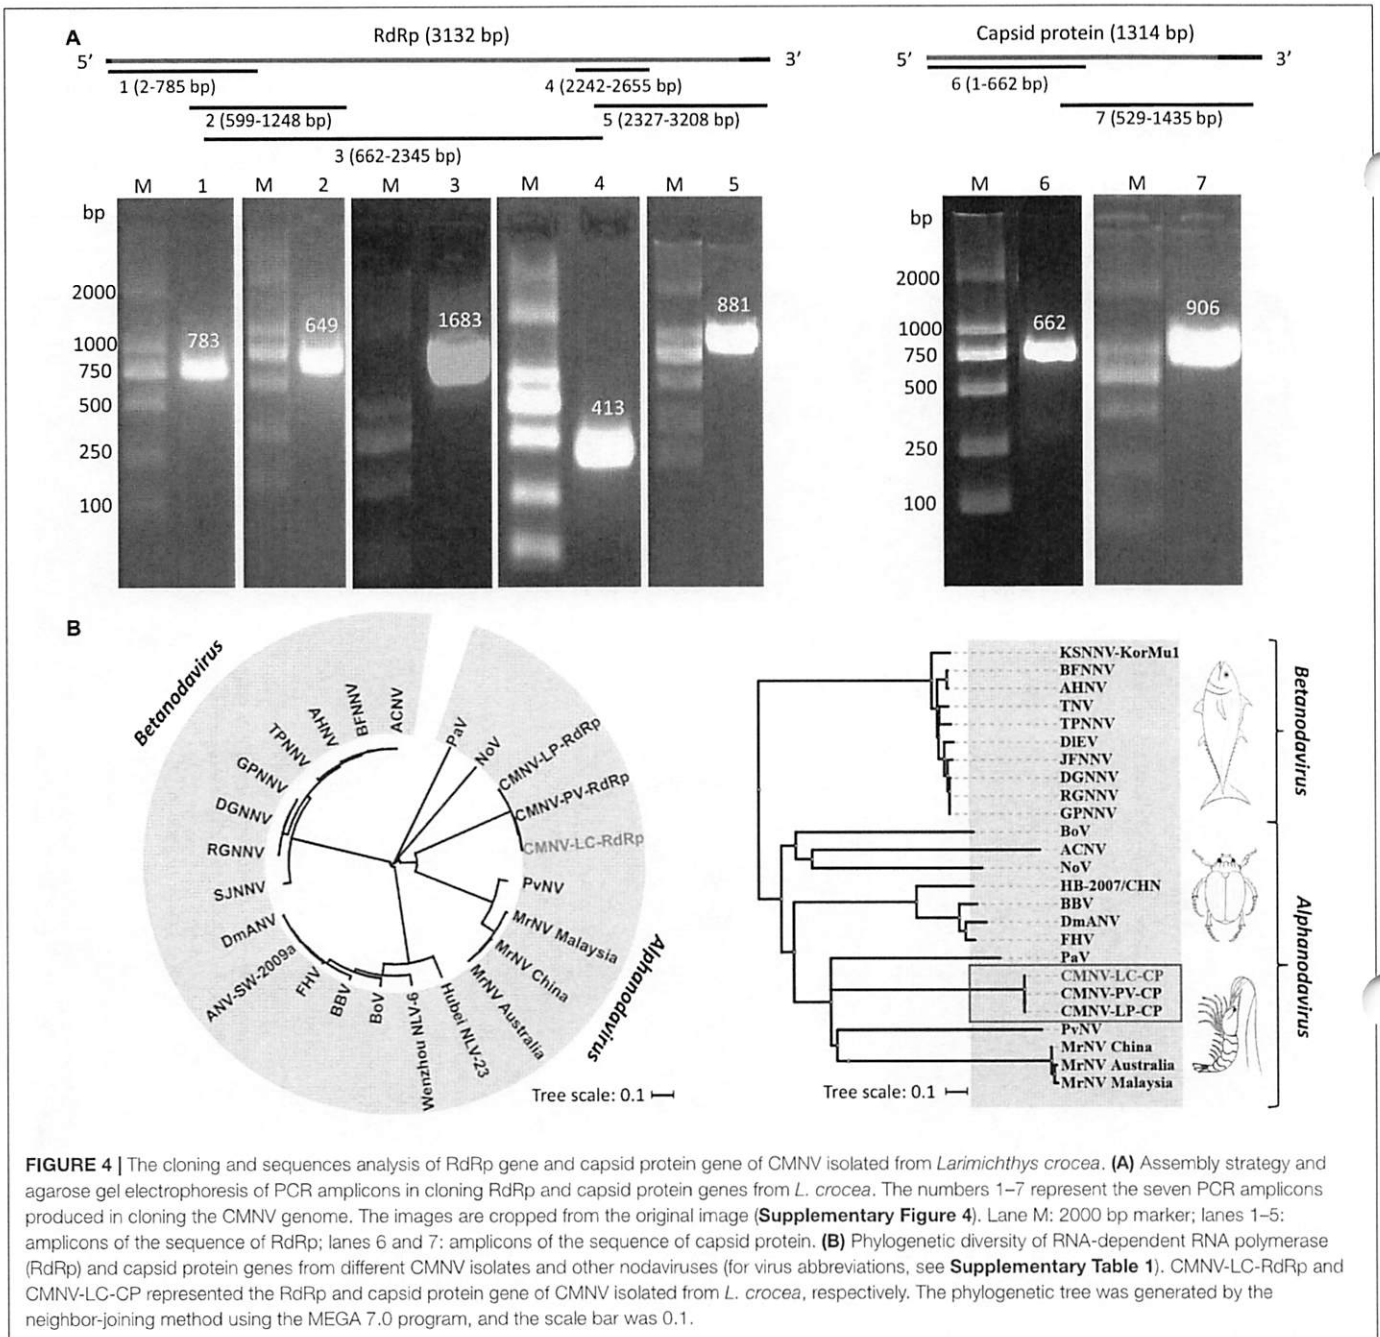 A
RdRp (3132 bp)
5' 3'
1 (2-785 bp)
4 (2242-2655 bp)
2 (599-1248 bp)
5 (2327-3208 bp)
3 (662-2345 bp)
Capsid protein (1314 bp)
5' 3'
6 (1-662 bp)
7 (529-1435 bp)
M 1 M 2 M 3 M 4 M 5
bp
2000
1000
750
500
250
100
783
649
1683
413
881
M 6 M 7
bp
2000
1000
750
500
250
100
662
906
B
Betanodavirus
ACNV
BFNNV
AHNV
TPNNV
GPNNV
DGNNV
RGNNV
SJNNV
DmANV
ANV-SW-2009a
FHV
BBV
BoV
Wenzhou NLV-6
Hubei NLV-23
MrNV Australia
MrNV China
MrNV Malaysia
PvNV
CMNV-LC-RdRp
CMNV-PV-RdRp
CMNV-LP-RdRp
NoV
PaV
Alphanodavirus
Tree scale: 0.1
KSNNV-KorMu1
BFNNV
AHNV
TNV
TPNNV
DIEV
JFNNV
DGNNV
RGNNV
GPNNV
BoV
ACNV
NoV
HB-2007/CHN
BBV
DmANV
FHV
PaV
CMNV-LC-CP
CMNV-PV-CP
CMNV-LP-CP
PvNV
MrNV China
MrNV Australia
MrNV Malaysia
Tree scale: 0.1
Betanodavirus
Alphanodavirus
FIGURE 4 | The cloning and sequences analysis of RdRp gene and capsid protein gene of CMNV isolated from Larimichthys crocea. (A) Assembly strategy and
agarose gel electrophoresis of PCR amplicons in cloning RdRp and capsid protein genes from L. crocea. The numbers 1–7 represent the seven PCR amplicons
produced in cloning the CMNV genome. The images are cropped from the original image (Supplementary Figure 4). Lane M: 2000 bp marker; lanes 1–5:
amplicons of the sequence of RdRp; lanes 6 and 7: amplicons of the sequence of capsid protein. (B) Phylogenetic diversity of RNA-dependent RNA polymerase
(RdRp) and capsid protein genes from different CMNV isolates and other nodaviruses (for virus abbreviations, see Supplementary Table 1). CMNV-LC-RdRp and
CMNV-LC-CP represented the RdRp and capsid protein gene of CMNV isolated from L. crocea, respectively. The phylogenetic tree was generated by the
neighbor-joining method using the MEGA 7.0 program, and the scale bar was 0.1.